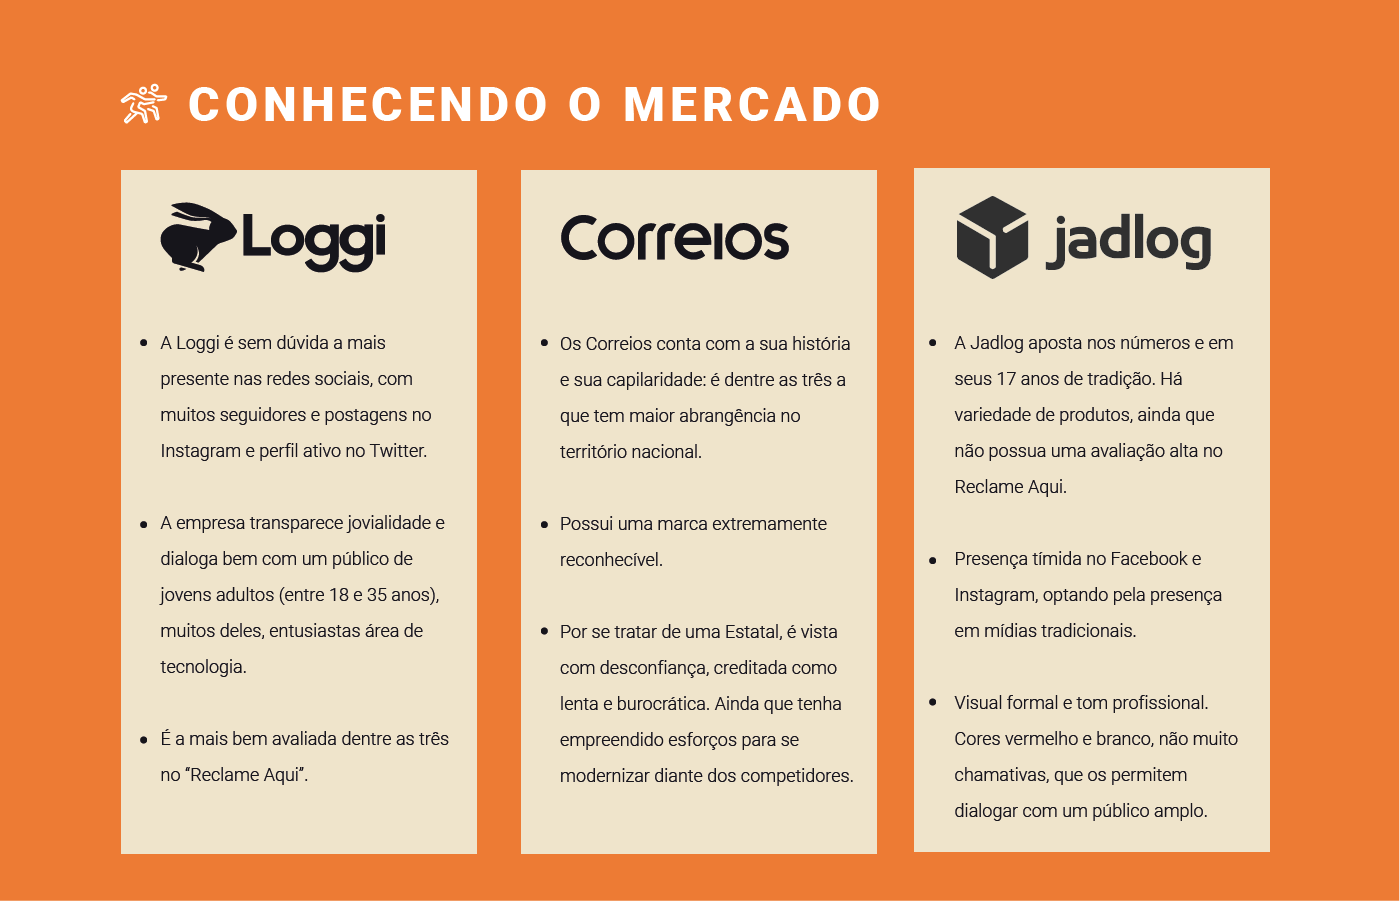 CONHECENDO O MERCADO
Loggi
A Loggi é sem dúvida a mais
presente nas redes sociais, com
muitos seguidores e postagens no
Instagram e perfil ativo no Twitter.
A empresa transparece jovialidade e
dialoga bem com um público de
jovens adultos (entre 18 e 35 anos),
muitos deles, entusiastas área de
tecnologia.
É a mais bem avaliada dentre as três
no “Reclame Aqui”.
Correios
Os Correios conta com a sua história
e sua capilaridade: é dentre as três a
que tem maior abrangência no
território nacional.
Possui uma marca extremamente
reconhecível.
Por se tratar de uma Estatal, é vista
com desconfiança, creditada como
lenta e burocrática. Ainda que tenha
empreendido esforços para se
modernizar diante dos competidores.
jadlog
A Jadlog aposta nos números e em
seus 17 anos de tradição. Há
variedade de produtos, ainda que
não possua uma avaliação alta no
Reclame Aqui.
Presença tímida no Facebook e
Instagram, optando pela presença
em mídias tradicionais.
Visual formal e tom profissional.
Cores vermelho e branco, não muito
chamativas, que os permitem
dialogar com um público amplo.